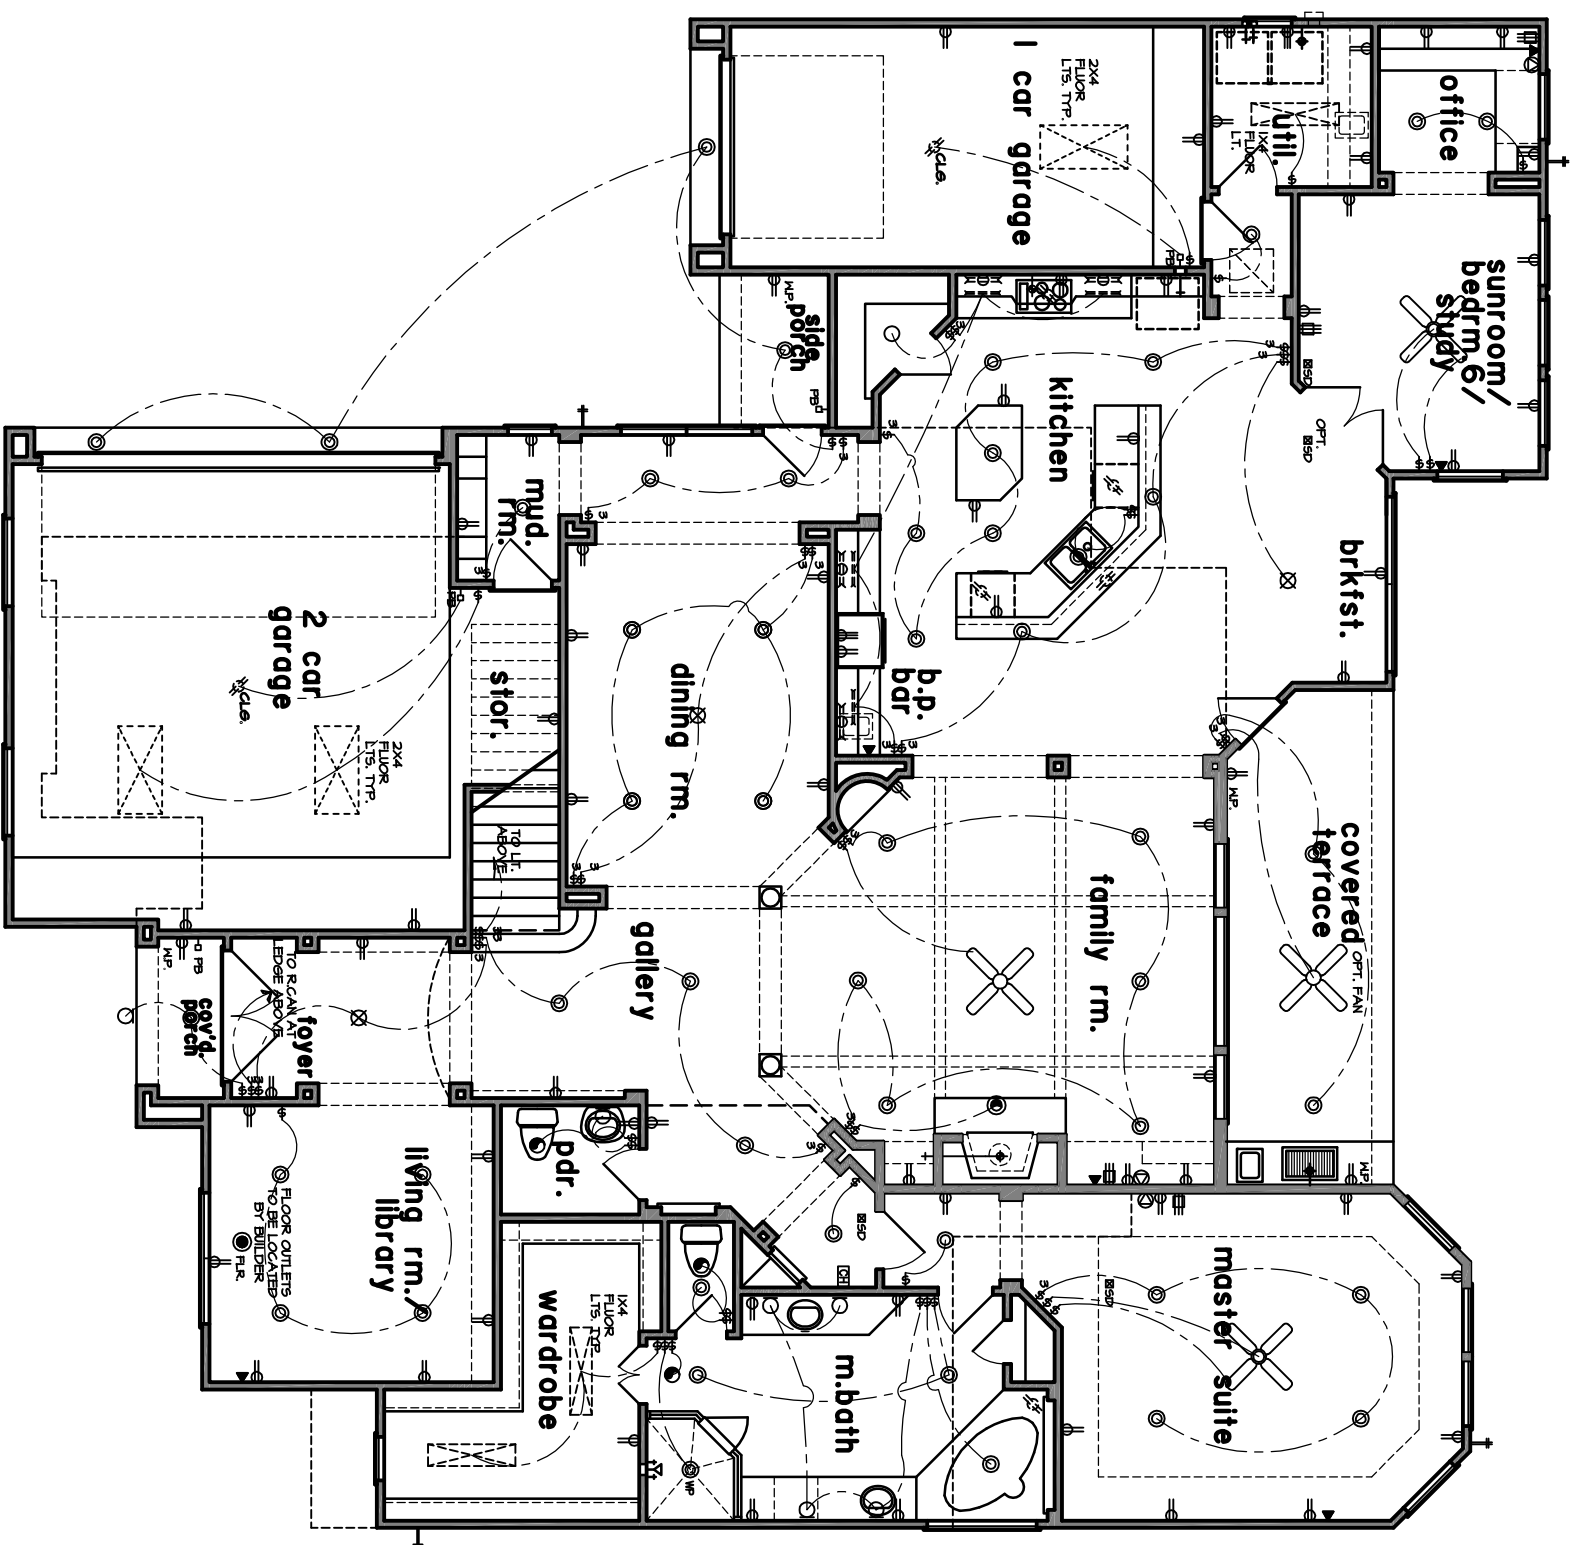 office
util.
1X4
FLUOR
LT.
1 car garage
2X4
FLUOR
LTS. TYP.
CLG.
PB
sunroom/
bedrm.6/
study
W.P.
side
porch
PB
kitchen
SD
OPT.
SD
brkfst.
mud.
rm.
PB
2 car
garage
CLG.
2X4
FLUOR
LTS. TYP.
stor.
TO LT.
ABOVE
dining rm.
b.p.
bar
W.P.
covered
terrace
OPT. FAN
W.P.
family rm.
gallery
W.P.
PB
cov'd.
porch
TO R.CAN AT
LEDGE ABOVE
foyer
pdr.
living rm./
library
FLOOR OUTLETS
TO BE LOCATED
BY BUILDER
FLR.
SD
CH
wardrobe
1X4
FLUOR
LTS. TYP
m.bath
WP
SD
master suite